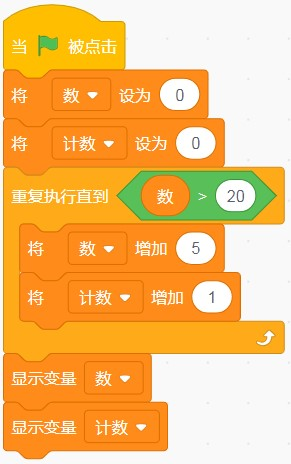 当 被点击
将 数 设为 0
将 计数 设为 0
重复执行直到 数 > 20
将 数 增加 5
将 计数 增加 1
显示变量 数
显示变量 计数